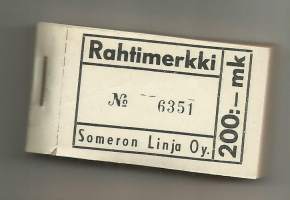 Rahtimerkki
№ 6351
Someron Linja Oy.
200:— mk